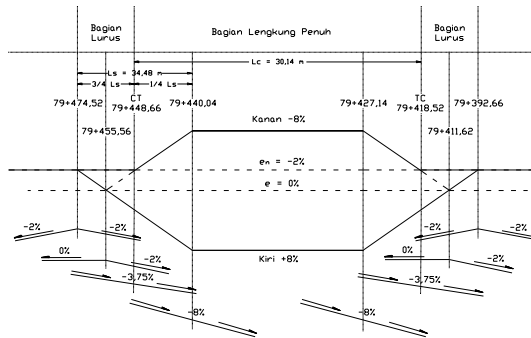 Bagian
Lurus
Bagian Lengkung Penuh
Bagian
Lurus
Lc = 30,14 m
Ls = 34,48 m
3/4 Ls
CT
1/4 Ls
TC
79+474,52
79+448,66
79+440,04
79+427,14
79+418,52
79+392,66
79+455,56
79+411,62
Kanan -8%
en = -2%
e = 0%
Kiri +8%
-2%
-2%
-2%
-2%
0%
-2%
0%
-2%
-3,75%
-3,75%
-8%
-8%